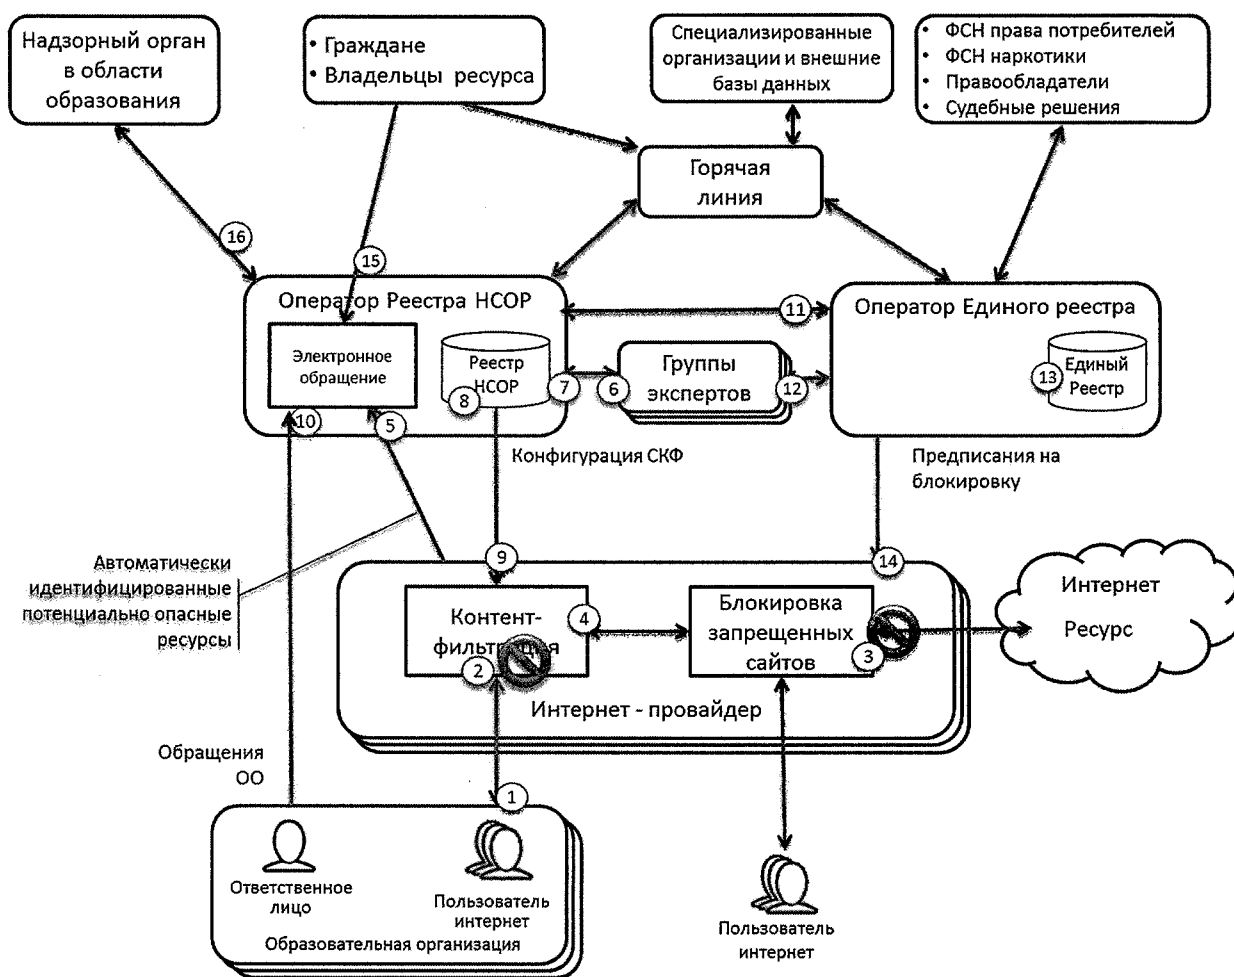 Надзорный орган
в области
образования
• Граждане
• Владельцы ресурса
Специализированные
организации и внешние
базы данных
• ФСН права потребителей
• ФСН наркотики
• Правообладатели
• Судебные решения
Горячая
линия
16
15
Оператор Реестра НСОР
11
Оператор Единого реестра
Электронное
обращение
Реестр
НСОР
8
7
6
Группы
экспертов
12
13
Единый
Реестр
10
5
Конфигурация СКФ
Предписания на
блокировку
Автоматически
идентифицированные
потенциально опасные
ресурсы
9
14
Контент-
фильтрация
2
4
Блокировка
запрещенных
сайтов
3
Интернет
Ресурс
Интернет - провайдер
Обращения
ОО
1
Ответственное
лицо
Пользователь
интернет
Образовательная организация
Пользователь
интернет